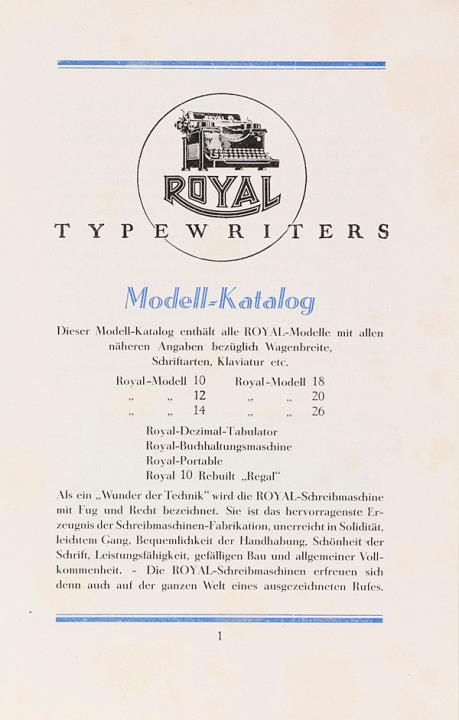 ROYAL
TYPEWRITERS
Modell-Katalog
Dieser Modell-Katalog enthält alle ROYAL-Modelle mit allen
näheren Angaben bezüglich Wagenbreite,
Schriftarten, Klaviatur etc.
Royal-Modell 10 Royal-Modell 18
„ „ 12 „ „ 20
„ „ 14 „ „ 26
Royal-Dezimal-Tabulator
Royal-Buchhaltungsmaschine
Royal-Portable
Royal 10 Rebuilt „Regal“
Als ein „Wunder der Technik“ wird die ROYAL-Schreibmaschine
mit Fug und Recht bezeichnet. Sie ist das hervorragenste Er-
zeugnis der Schreibmaschinen-Fabrikation, unerreicht in Solidität,
leichtem Gang, Bequemlichkeit der Handhabung, Schönheit der
Schrift, Leistungsfähigkeit, gefälligen Bau und allgemeiner Voll-
kommenheit. - Die ROYAL-Schreibmaschinen erfreuen sich
denn auch auf der ganzen Welt eines ausgezeichneten Rufes.
1